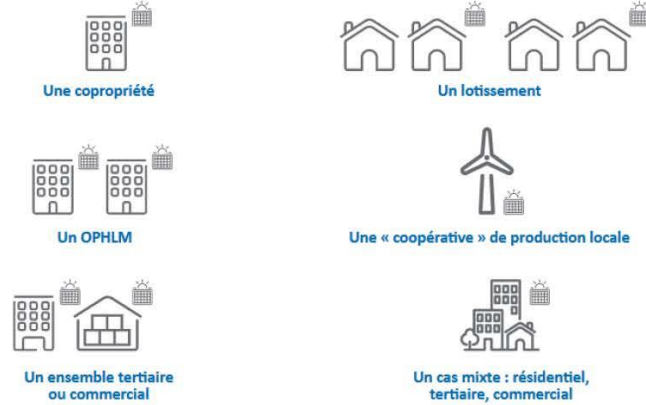 Une copropriété
Un lotissement
Un OPHLM
Une « coopérative » de production locale
Un ensemble tertiaire
ou commercial
Un cas mixte : résidentiel,
tertiaire, commercial